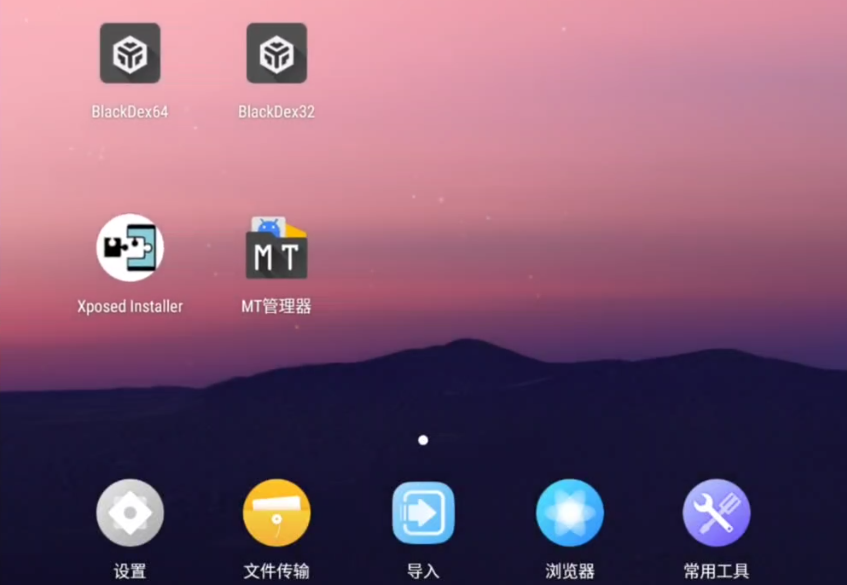 BlackDex64
BlackDex32
Xposed Installer
MT
MT管理器
设置
文件传输
导入
浏览器
常用工具